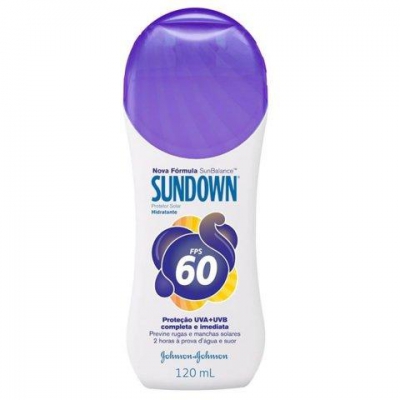 Nova Fórmula SunBalance™
SUNDOWN®
Protetor Solar
Hidratante
FPS
60
Proteção UVA+UVB
completa e imediata
Previne rugas e manchas solares
2 horas à prova d'água e suor
Johnson & Johnson
120 mL